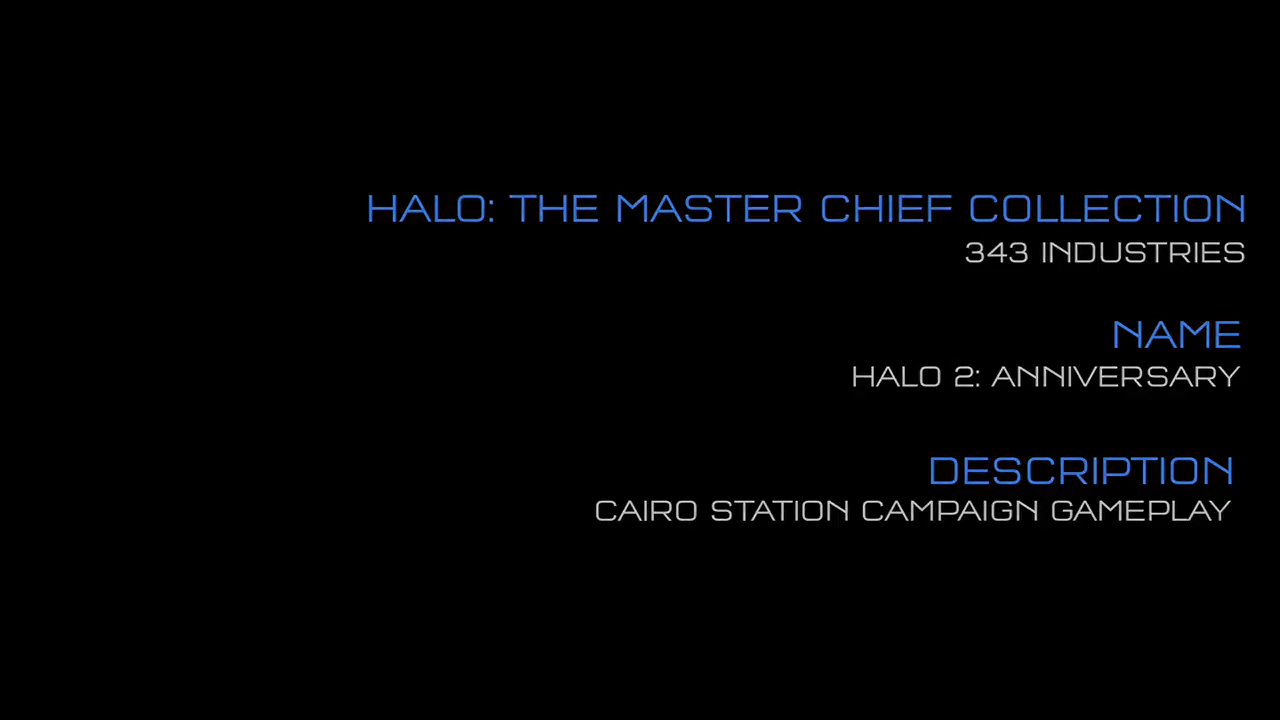 HALO: THE MASTER CHIEF COLLECTION
343 INDUSTRIES
NAME
HALO 2: ANNIVERSARY
DESCRIPTION
CAIRO STATION CAMPAIGN GAMEPLAY